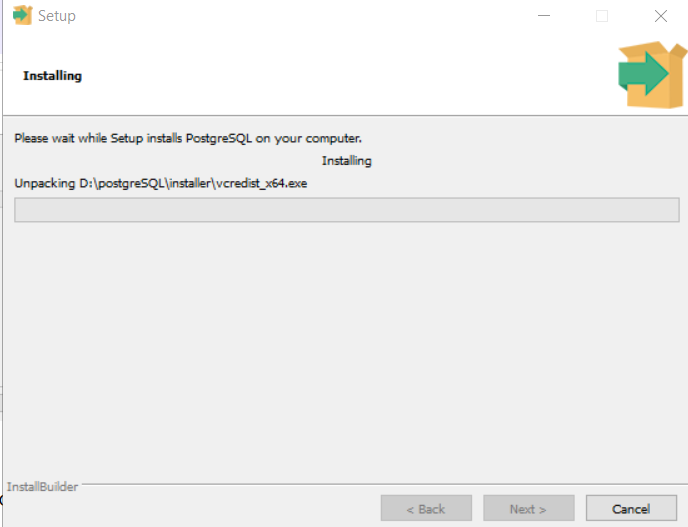 Setup
Installing
Please wait while Setup installs PostgreSQL on your computer.
Installing
Unpacking D:\postgreSQL\installer\vcredist_x64.exe
InstallBuilder
< Back
Next >
Cancel